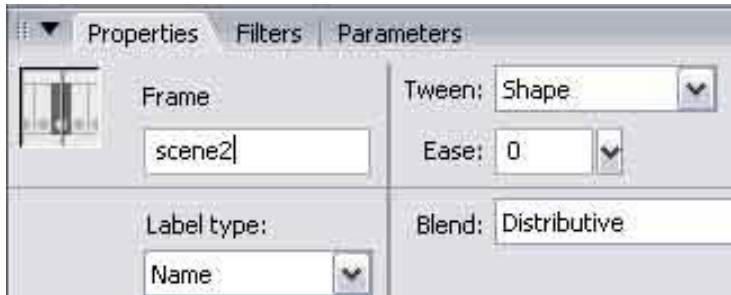 Properties Filters Parameters
Frame Tween: Shape
scene2 Ease: 0
Label type: Blend: Distributive
Name